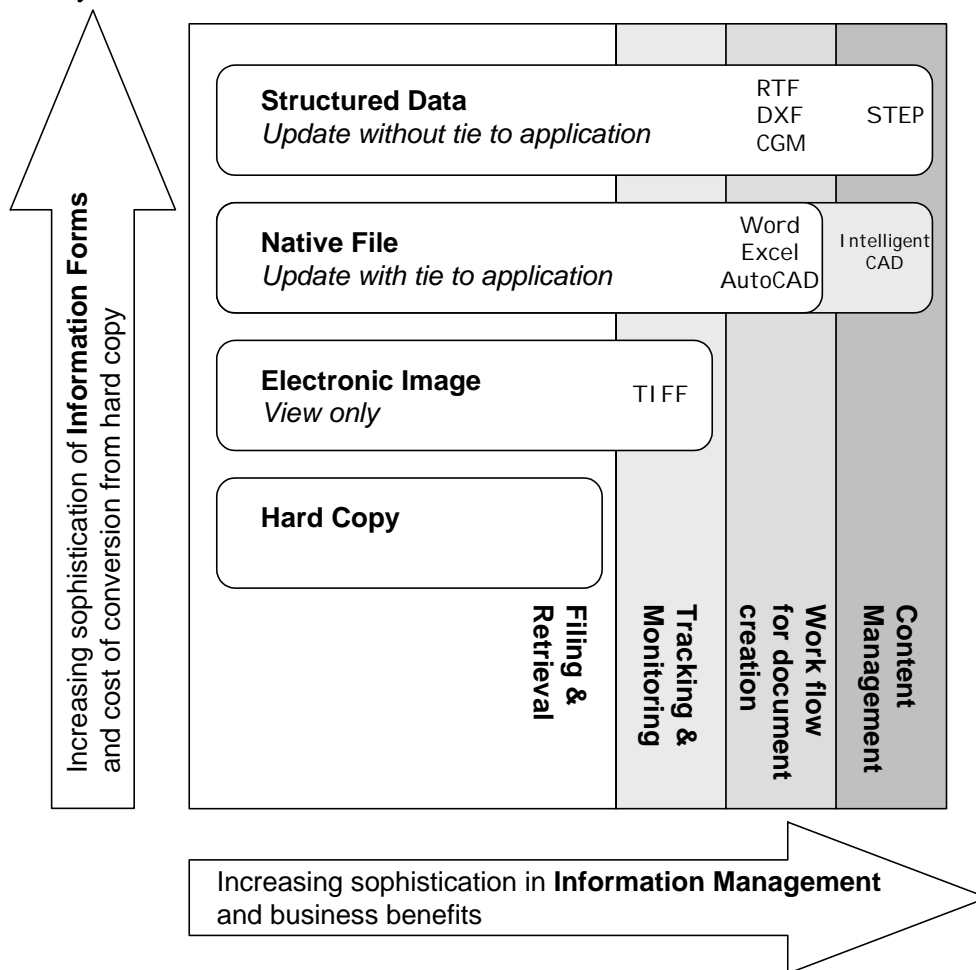 Structured Data
Update without tie to application
RTF
DXF
CGM
STEP
Native File
Update with tie to application
Word
Excel
AutoCAD
Intelligent
CAD
Electronic Image
View only
TIFF
Hard Copy
Filing &
Retrieval
Tracking &
Monitoring
Work flow
for document
creation
Content
Management
Increasing sophistication of Information Forms
and cost of conversion from hard copy
Increasing sophistication in Information Management
and business benefits